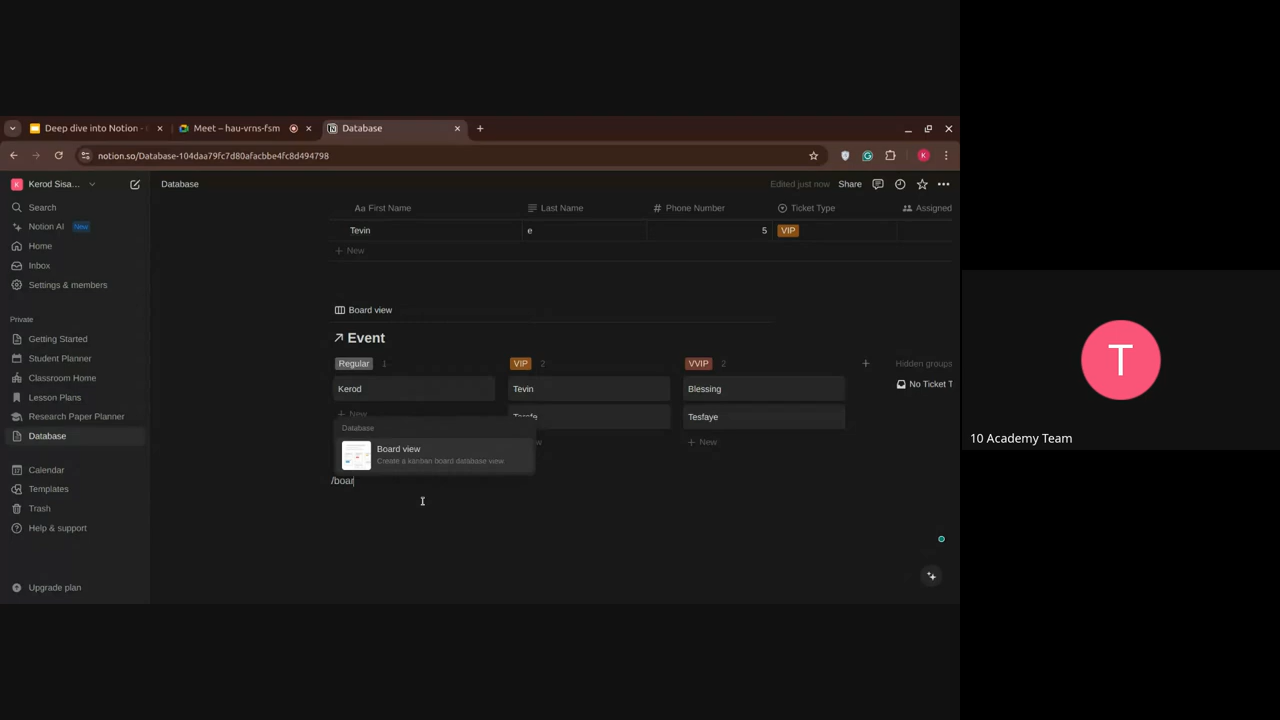 Deep dive into Notion -
Meet – hau-vrns-fsm
Database
notion.so/Database-104daa79fc7d80afacbbe4fc8d494798
K
K
Kerod Sisa...
Database
Edited just now
Share
Search
Notion AI New
Home
Inbox
Settings & members
Private
Getting Started
Student Planner
Classroom Home
Lesson Plans
Research Paper Planner
Database
Calendar
Templates
Trash
Help & support
Upgrade plan
Aa First Name
Last Name
# Phone Number
Ticket Type
Assigned
Tevin
e
5
VIP
+ New
Board view
Event
Regular 1
VIP 2
VVIP 2
+
Hidden groups
Kerod
Tevin
Blessing
No Ticket T
+ New
Tesfaye
+ New
Database
Board view
Create a kanban board database view
/boar
T
10 Academy Team